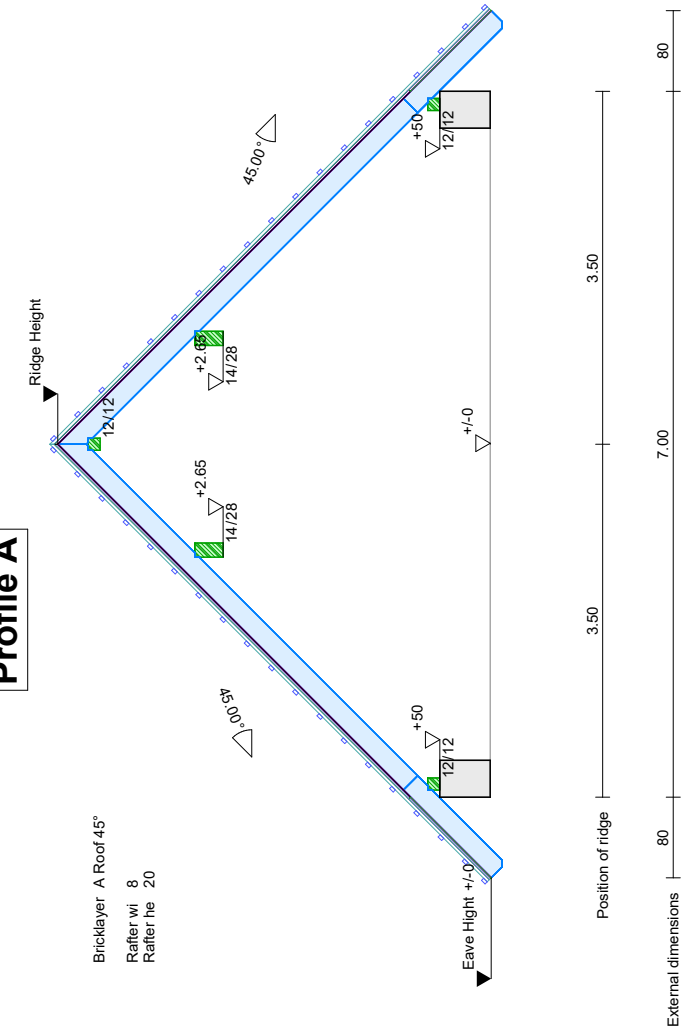 Profile A
Bricklayer A Roof 45°
Rafter wi 8
Rafter he 20
Ridge Height
45.00°
45.00°
12/12
+2.65
14/28
+2.65
14/28
+50
12/12
+50
12/12
+/-0
Eave Hight +/-0
Position of ridge
3.50
3.50
External dimensions
80
7.00
80